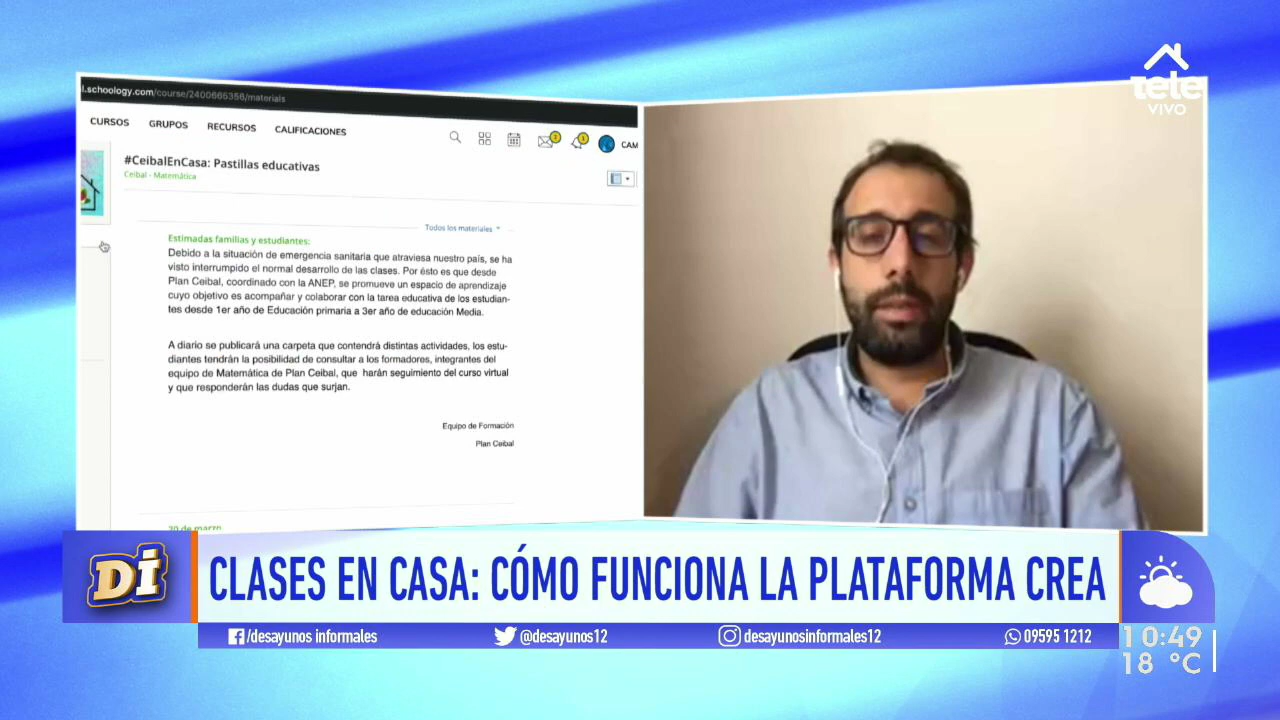 tele
VIVO
l.schoology.com/course/2400665356/materials
CURSOS GRUPOS RECURSOS CALIFICACIONES
2 1 CAM
#CeibalEnCasa: Pastillas educativas
Ceibal - Matemática
Todos los materiales
Estimadas familias y estudiantes:
Debido a la situación de emergencia sanitaria que atraviesa nuestro país, se ha
visto interrumpido el normal desarrollo de las clases. Por ésto es que desde
Plan Ceibal, coordinado con la ANEP, se promueve un espacio de aprendizaje
cuyo objetivo es acompañar y colaborar con la tarea educativa de los estudian-
tes desde 1er año de Educación primaria a 3er año de educación Media.
A diario se publicará una carpeta que contendrá distintas actividades, los estu-
diantes tendrán la posibilidad de consultar a los formadores, integrantes del
equipo de Matemática de Plan Ceibal, que harán seguimiento del curso virtual
y que responderán las dudas que surjan.
Equipo de Formación
Plan Ceibal
20 de marzo
Di
CLASES EN CASA: CÓMO FUNCIONA LA PLATAFORMA CREA
/desayunos informales @desayunos12 desayunosinformales12 09595 1212
10:49
18 °C